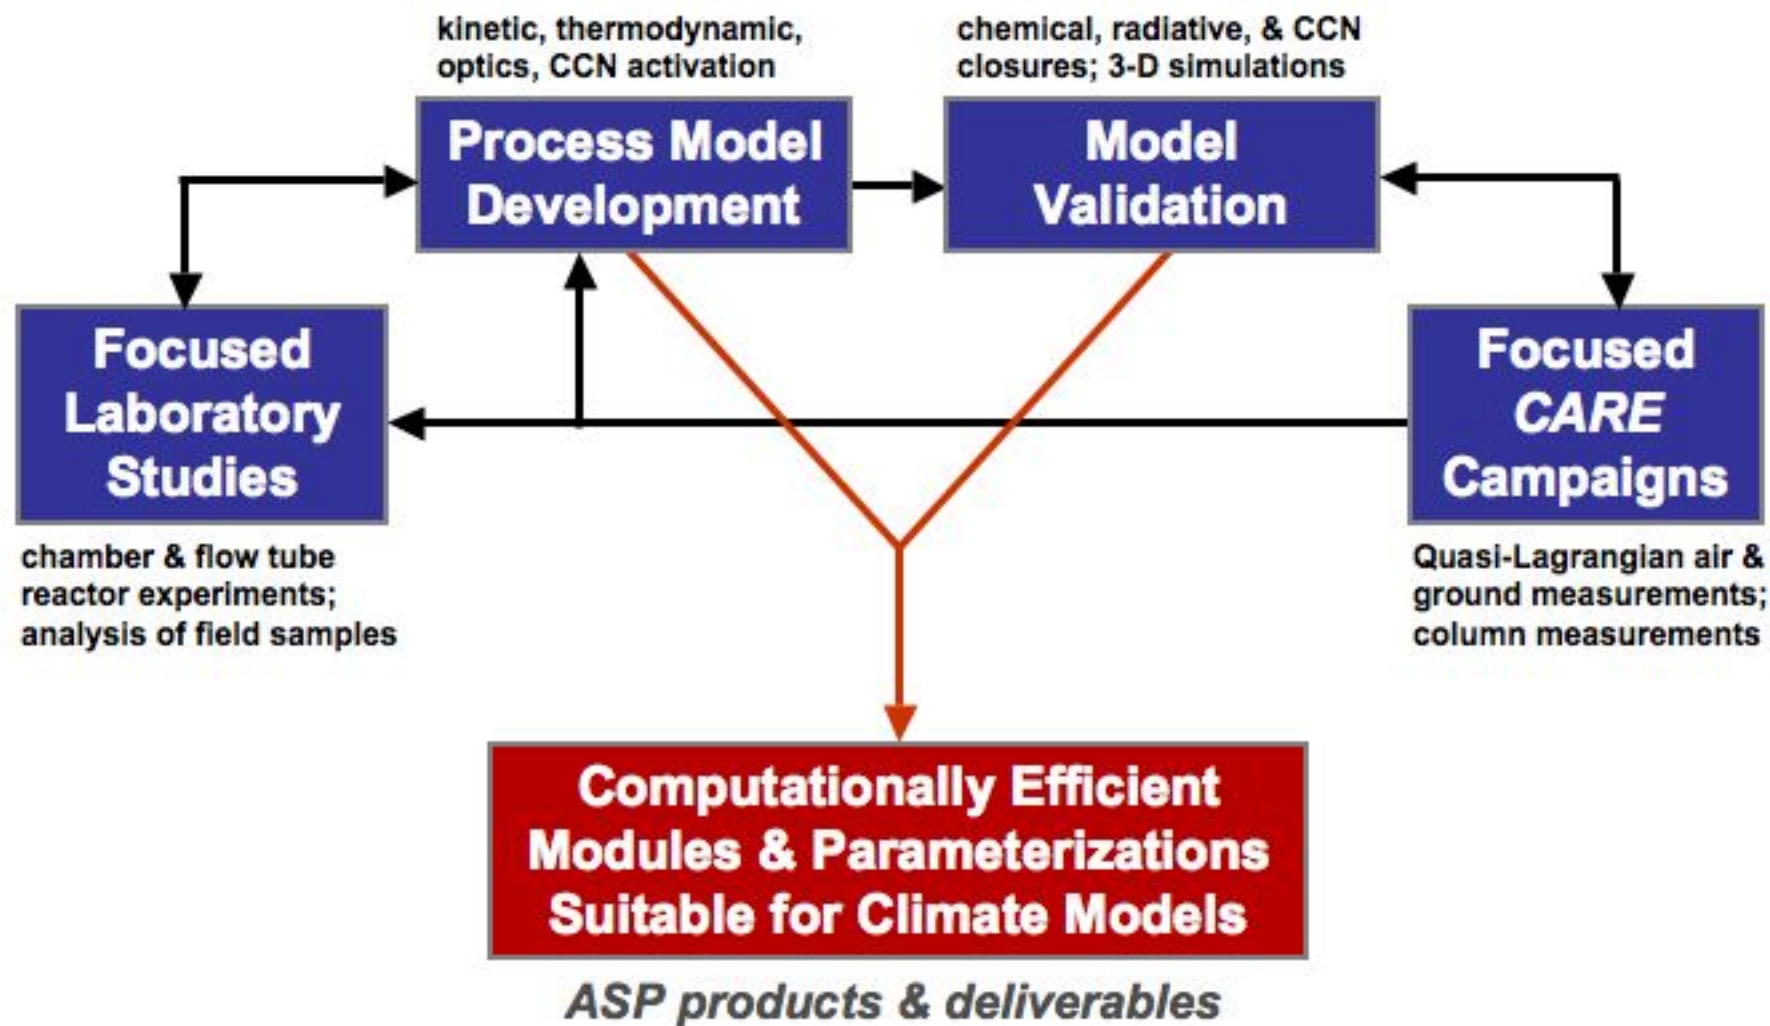 kinetic, thermodynamic,
optics, CCN activation
chemical, radiative, & CCN
closures; 3-D simulations
Process Model
Development
Model
Validation
Focused
Laboratory
Studies
Focused
CARE
Campaigns
chamber & flow tube
reactor experiments;
analysis of field samples
Quasi-Lagrangian air &
ground measurements;
column measurements
Computationally Efficient
Modules & Parameterizations
Suitable for Climate Models
ASP products & deliverables